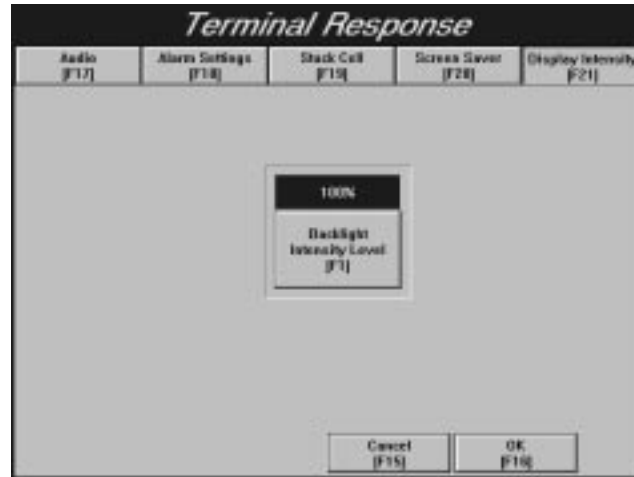 Terminal Response
Audio
[F17]
Alarm Settings
[F18]
Stuck Cell
[F19]
Screen Saver
[F20]
Display Intensity
[F21]
100%
Backlight
Intensity Level
[F1]
Cancel
[F15]
OK
[F16]